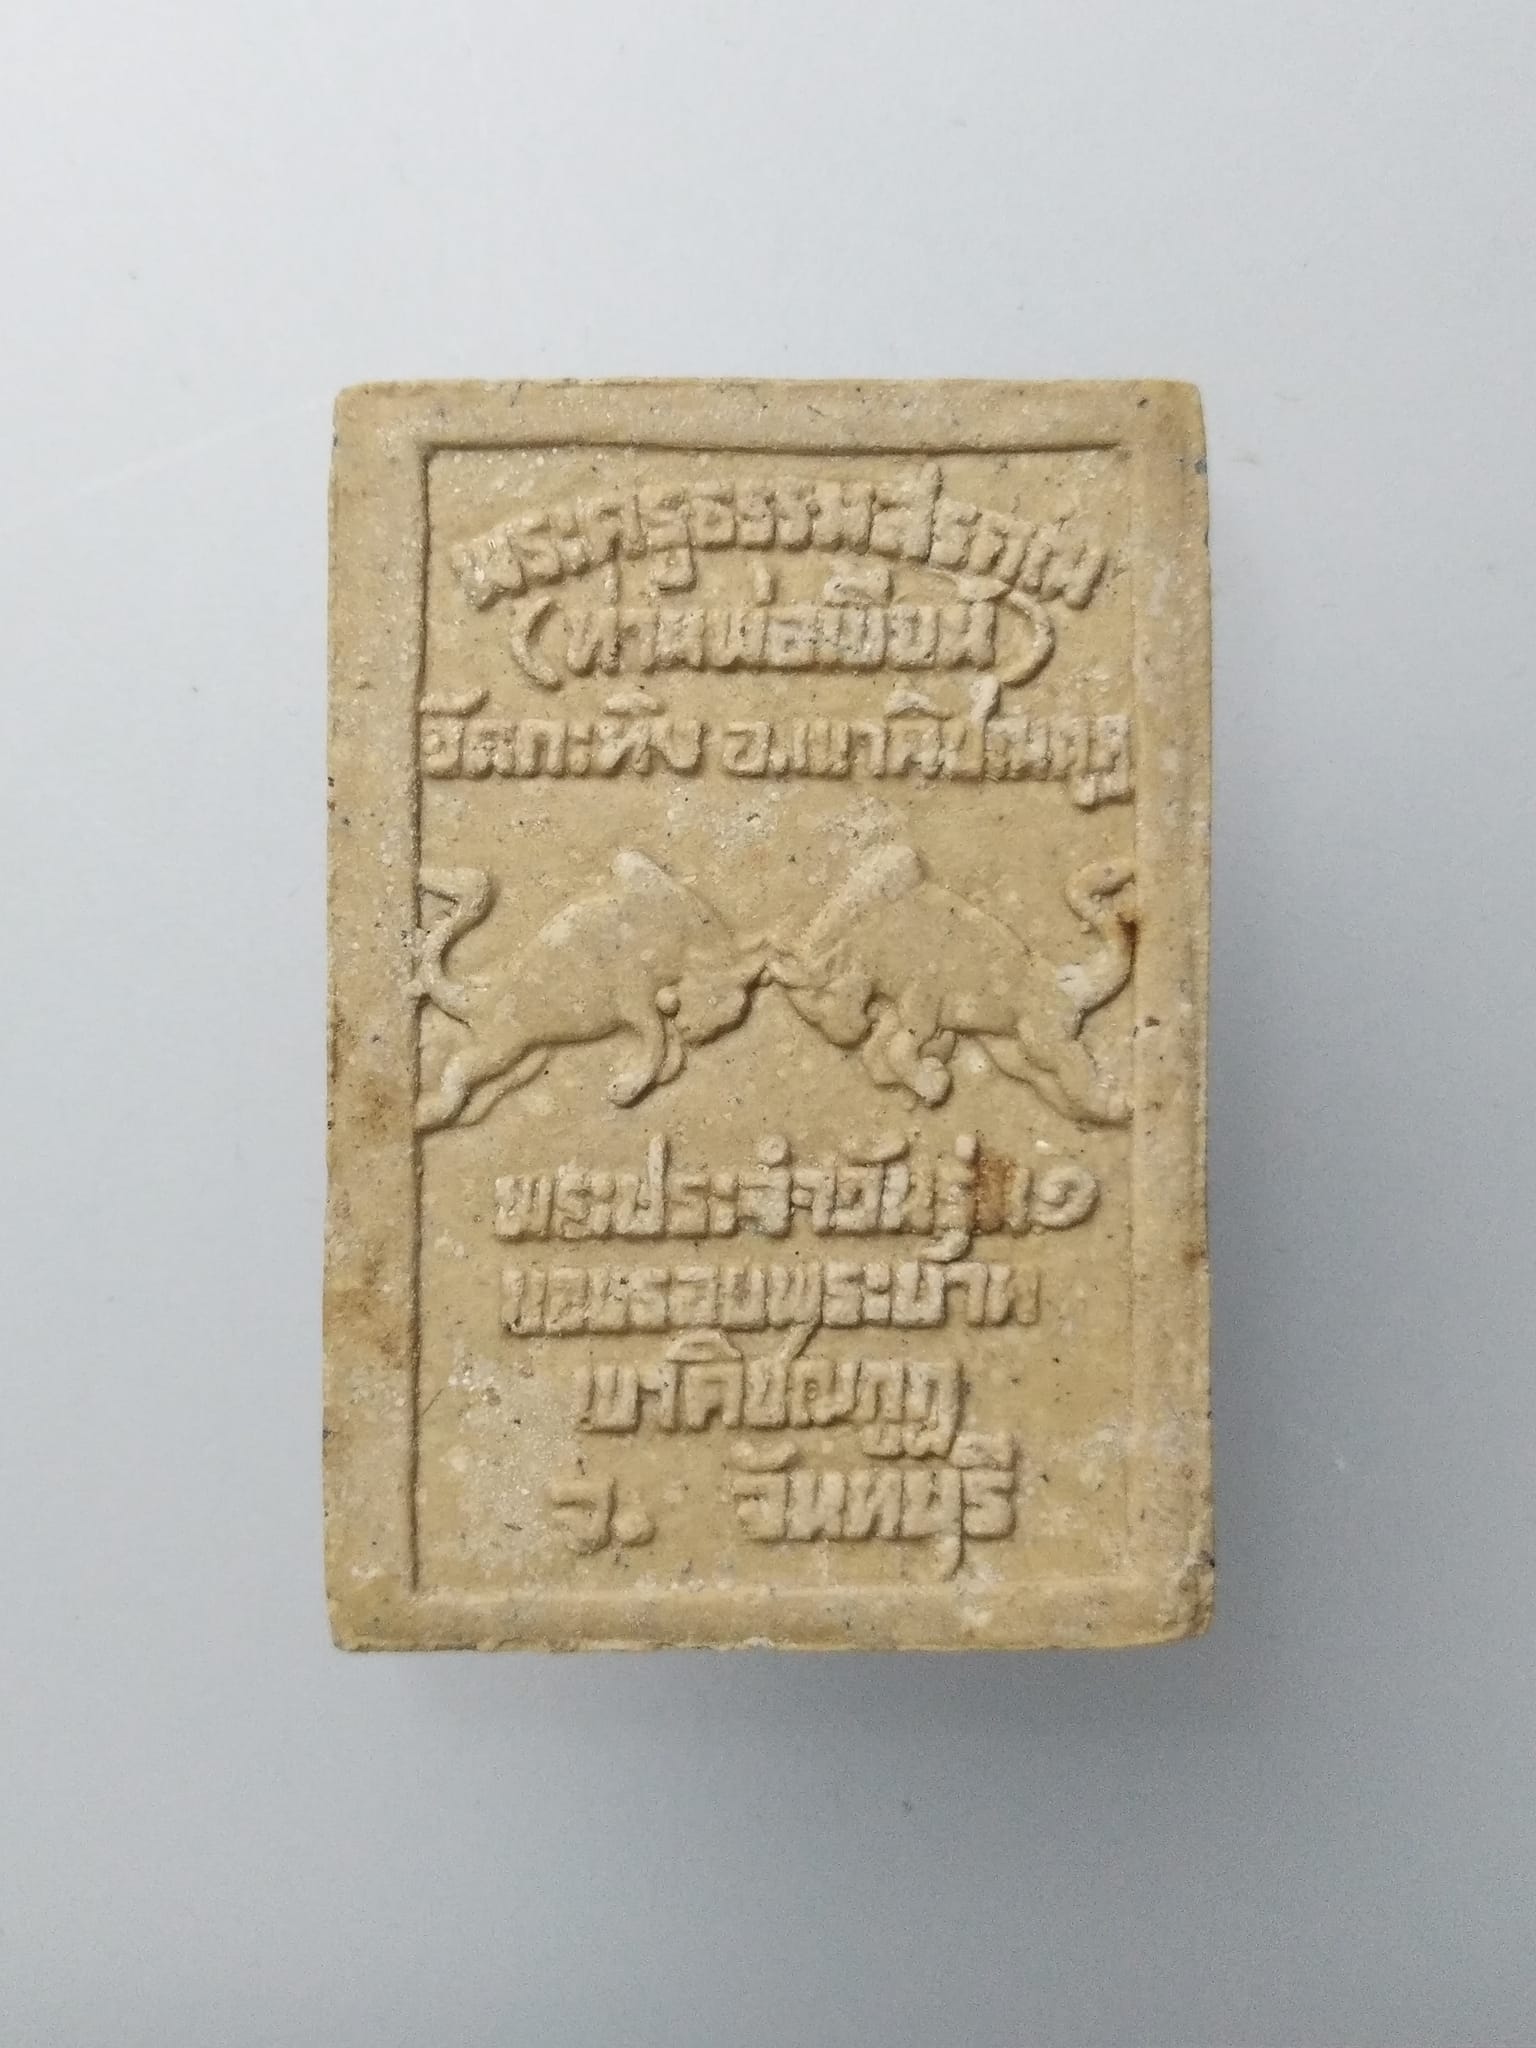 พระครูธรรมสรคุณ
(ท่านพ่อเขียน)
วัดกะทิง อ.เขาคิชฌกูฏ
พระประจำวันรุ่น๑
ของรอยพระบาท
เขาคิชฌกูฏ
จ. จันทบุรี